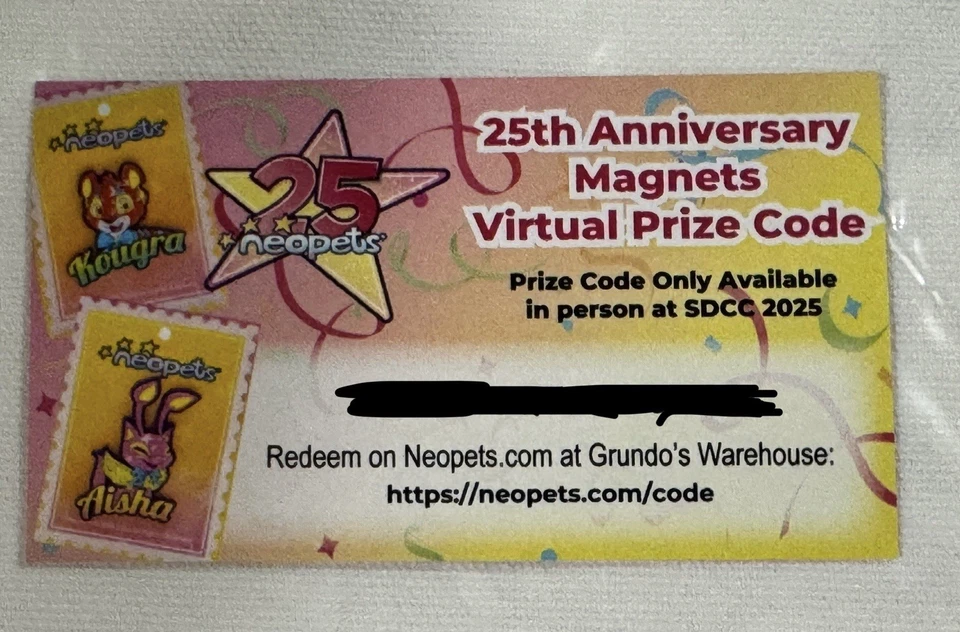 neopets
Kougra
25
neopets
neopets
Aisha
25th Anniversary
Magnets
Virtual Prize Code
Prize Code Only Available
in person at SDCC 2025
Redeem on Neopets.com at Grundo's Warehouse:
https://neopets.com/code